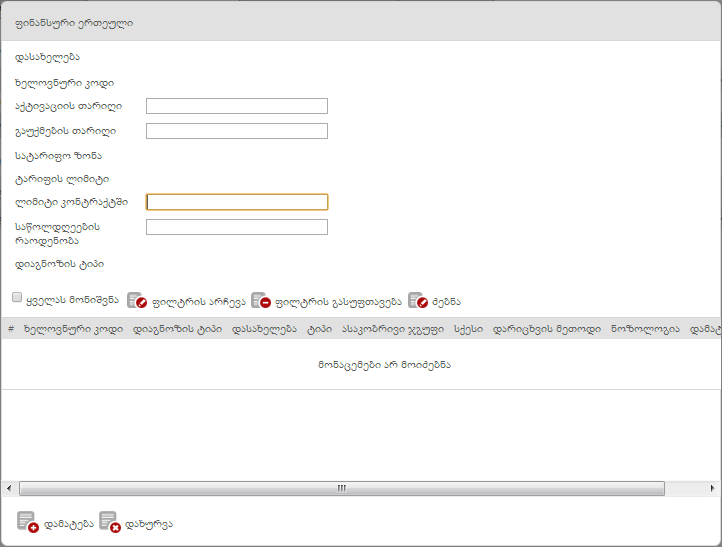 ფინანსური ერთეული
დასახელება
ხელოვნური კოდი
აქტივაციის თარიღი
გაუქმების თარიღი
სატარიფო ზონა
ტარიფის ლიმიტი
ლიმიტი კონტრაქტში
საწოლდღეების
რაოდენობა
დიაგნოზის ტიპი
ყველას მონიშვნა ფილტრის არჩევა ფილტრის გასუფთავება ძებნა
# ხელოვნური კოდი დიაგნოზის ტიპი დასახელება ტიპი ასაკობრივი ჯგუფი სქესი დარიცხვის მეთოდი ნოზოლოგია დამატ
მონაცემები არ მოიძებნა
დამატება დახურვა